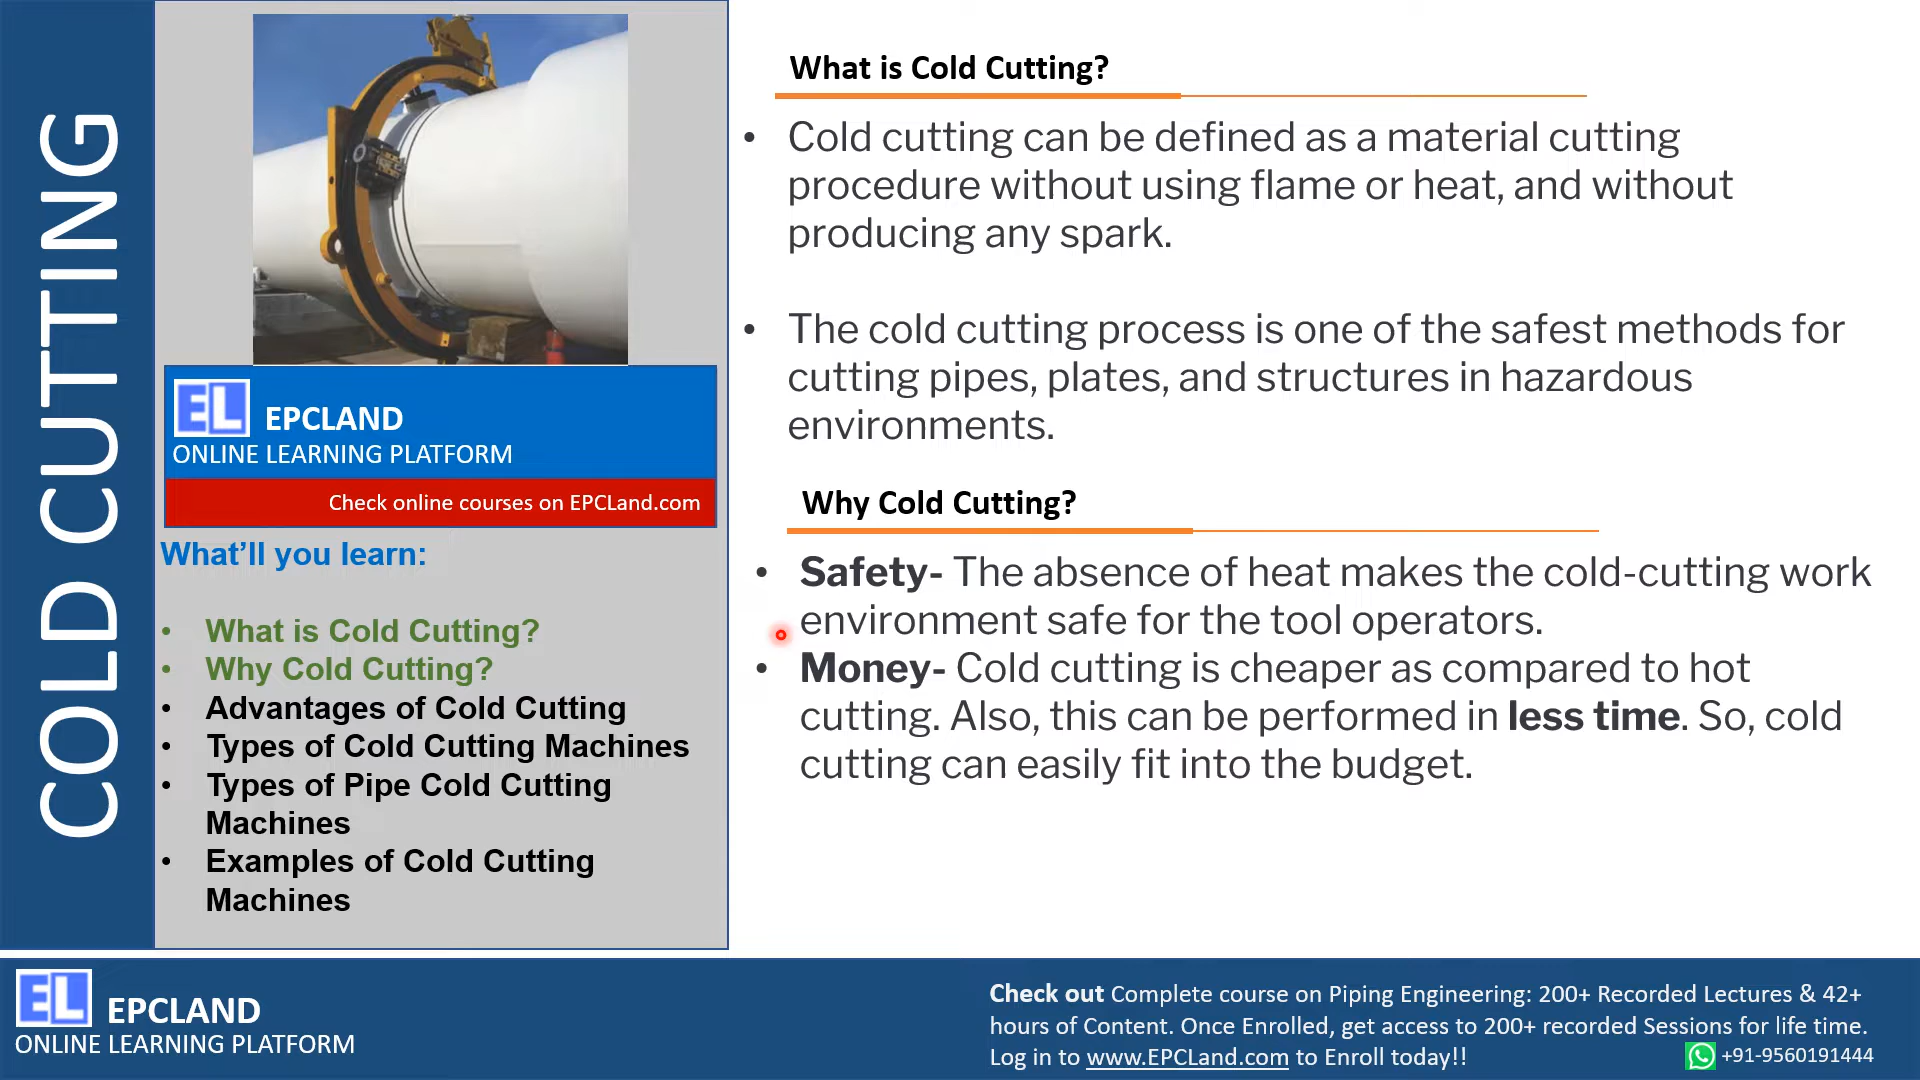 COLD CUTTING
EL EPCLAND
ONLINE LEARNING PLATFORM
Check online courses on EPCLand.com
What’ll you learn:
• What is Cold Cutting?
• Why Cold Cutting?
• Advantages of Cold Cutting
• Types of Cold Cutting Machines
• Types of Pipe Cold Cutting
Machines
• Examples of Cold Cutting
Machines
What is Cold Cutting?
• Cold cutting can be defined as a material cutting
procedure without using flame or heat, and without
producing any spark.
• The cold cutting process is one of the safest methods for
cutting pipes, plates, and structures in hazardous
environments.
Why Cold Cutting?
• Safety- The absence of heat makes the cold-cutting work
environment safe for the tool operators.
• Money- Cold cutting is cheaper as compared to hot
cutting. Also, this can be performed in less time. So, cold
cutting can easily fit into the budget.
EL EPCLAND
ONLINE LEARNING PLATFORM
Check out Complete course on Piping Engineering: 200+ Recorded Lectures & 42+
hours of Content. Once Enrolled, get access to 200+ recorded Sessions for life time.
Log in to www.EPCLand.com to Enroll today!!
+91-9560191444